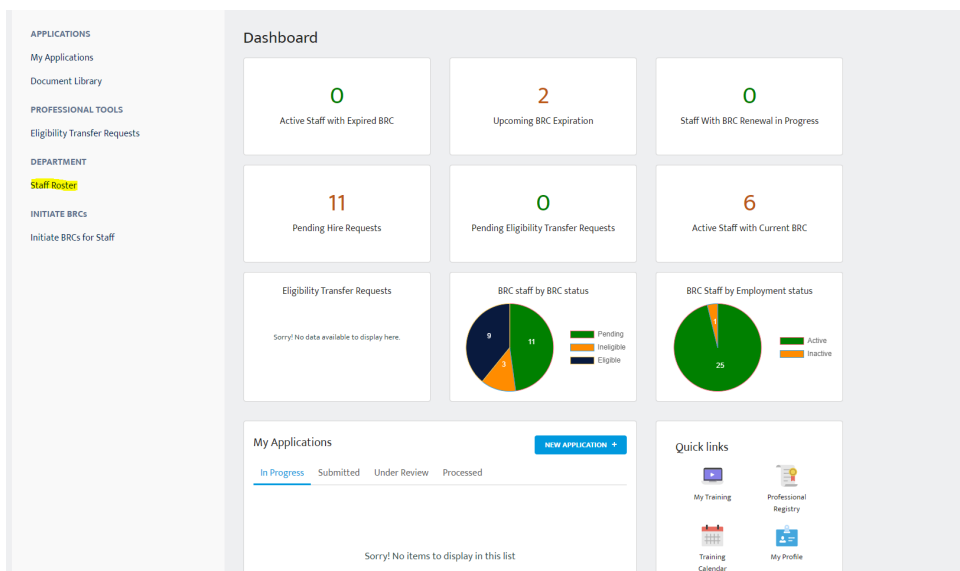 APPLICATIONS
My Applications
Document Library
PROFESSIONAL TOOLS
Eligibility Transfer Requests
DEPARTMENT
Staff Roster
INITIATE BRCs
Initiate BRCs for Staff
Dashboard
0
Active Staff with Expired BRC
2
Upcoming BRC Expiration
0
Staff With BRC Renewal in Progress
11
Pending Hire Requests
0
Pending Eligibility Transfer Requests
6
Active Staff with Current BRC
Eligibility Transfer Requests
Sorry! No data available to display here.
BRC staff by BRC status
9
11
3
Pending
Ineligible
Eligible
BRC Staff by Employment status
1
25
Active
Inactive
My Applications
NEW APPLICATION +
In Progress Submitted Under Review Processed
Sorry! No items to display in this list
Quick links
My Training
Professional
Registry
Training
Calendar
My Profile